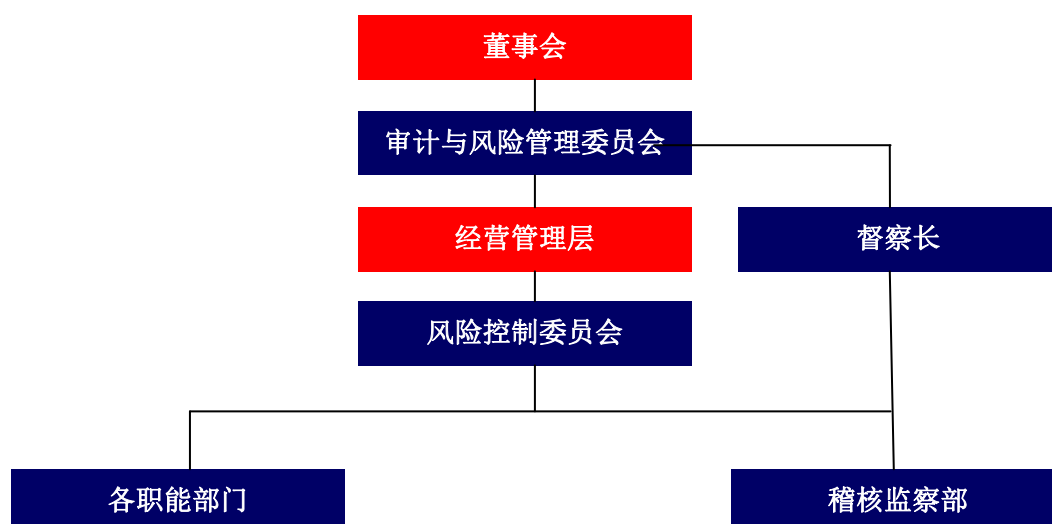 董事会
审计与风险管理委员会
经营管理层
督察长
风险控制委员会
各职能部门
稽核监察部